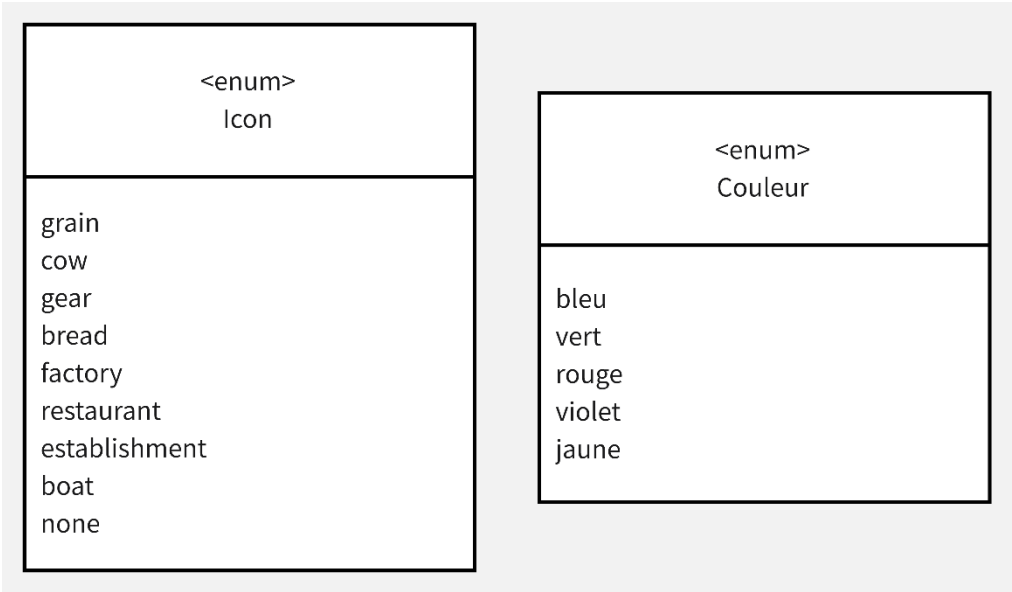 <enum>
Icon
grain
cow
gear
bread
factory
restaurant
establishment
boat
none
<enum>
Couleur
bleu
vert
rouge
violet
jaune